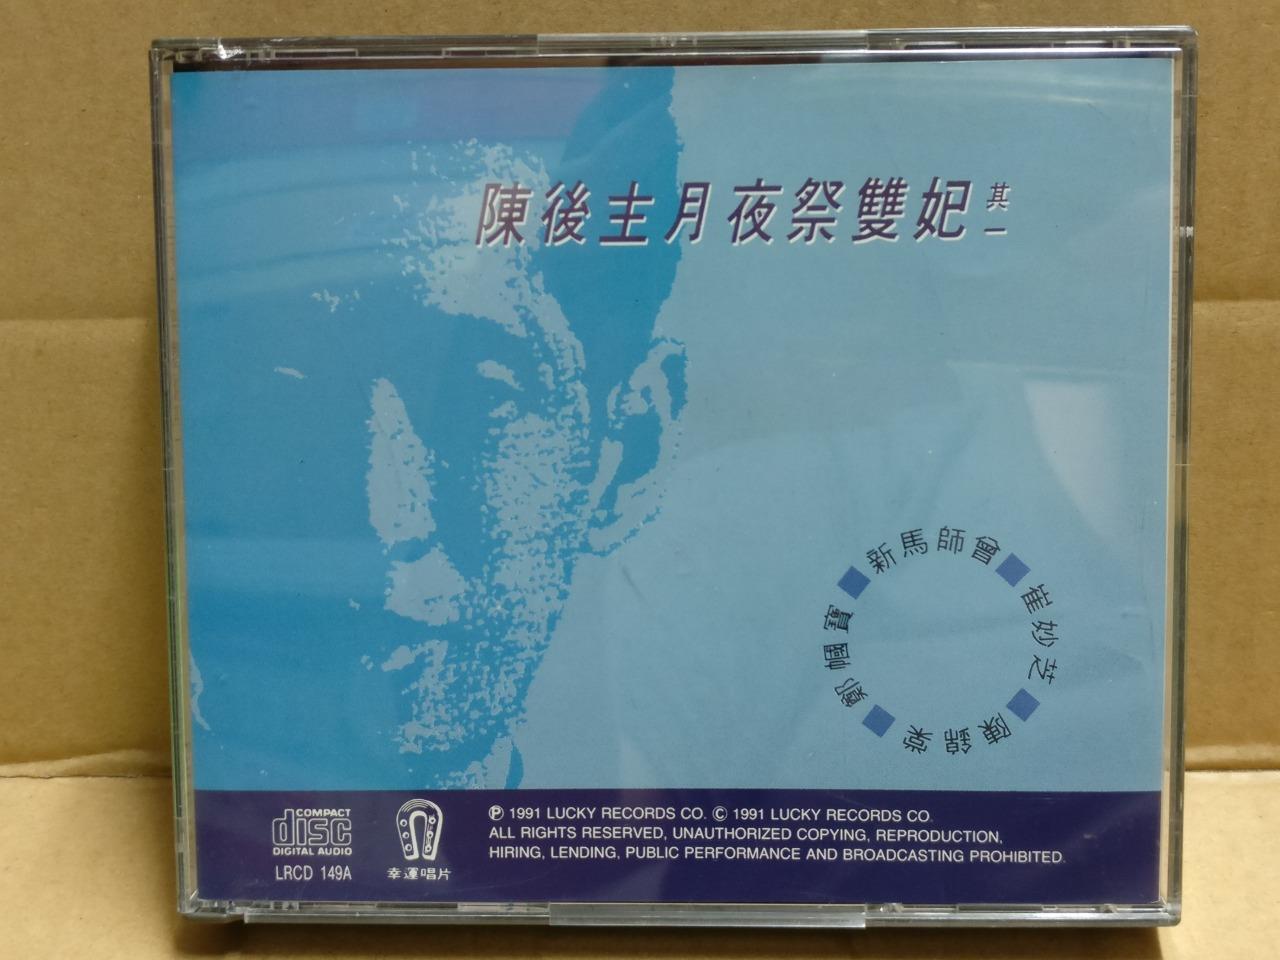 陳後主月夜祭雙妃 其一
新馬師曾
崔妙芝
陳錦棠
鄭幗寶
COMPACT
disc
DIGITAL AUDIO
LRCD 149A
幸運唱片
Ⓟ 1991 LUCKY RECORDS CO. © 1991 LUCKY RECORDS CO.
ALL RIGHTS RESERVED, UNAUTHORIZED COPYING, REPRODUCTION,
HIRING, LENDING, PUBLIC PERFORMANCE AND BROADCASTING PROHIBITED.